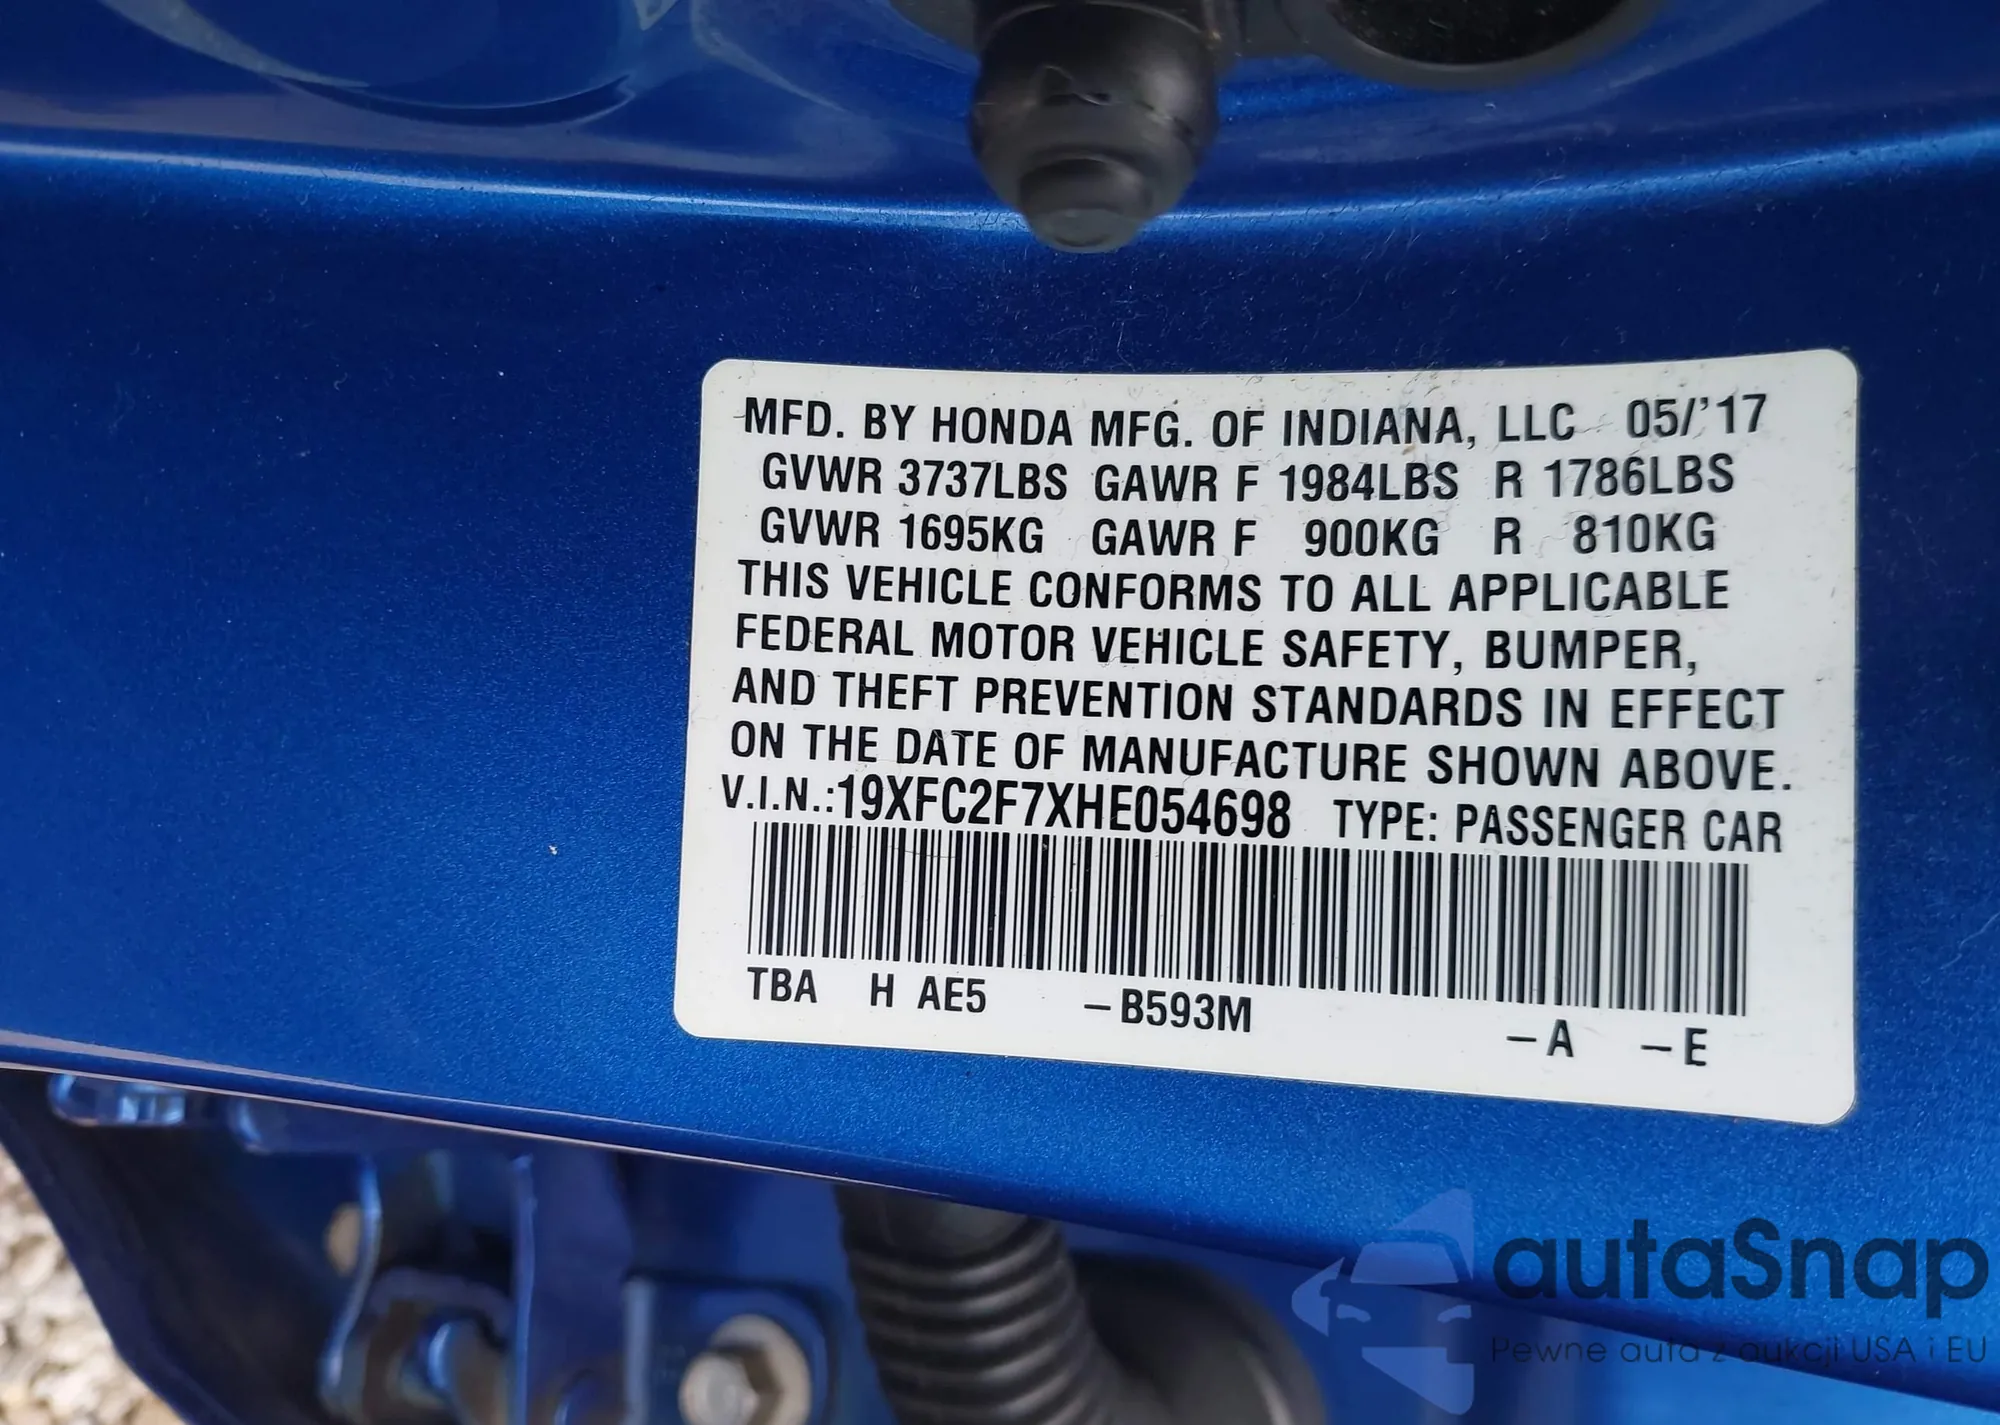 MFD. BY HONDA MFG. OF INDIANA, LLC 05/'17
GVWR 3737LBS GAWR F 1984LBS R 1786LBS
GVWR 1695KG GAWR F 900KG R 810KG
THIS VEHICLE CONFORMS TO ALL APPLICABLE
FEDERAL MOTOR VEHICLE SAFETY, BUMPER,
AND THEFT PREVENTION STANDARDS IN EFFECT
ON THE DATE OF MANUFACTURE SHOWN ABOVE.
V.I.N.:19XFC2F7XHE054698 TYPE: PASSENGER CAR
TBA H AE5 –B593M –A –E
autaSnap
Pewne auta z aukcji USA i EU